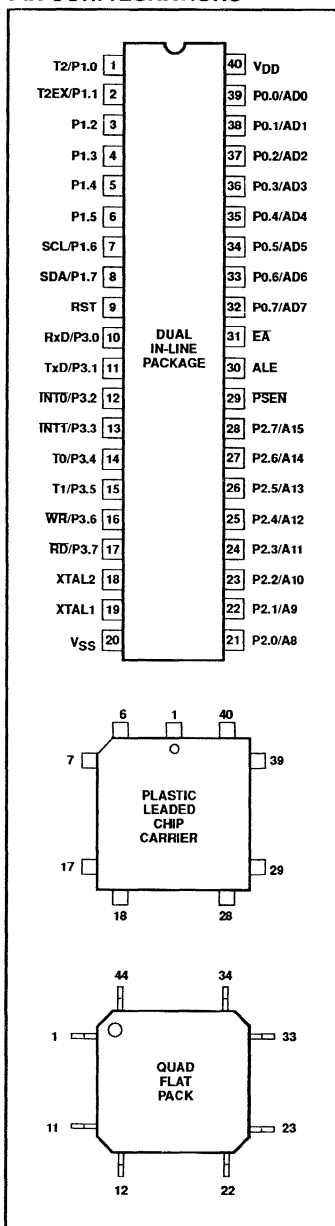 T2/P1.0 1 40 VDD
T2EX/P1.1 2 39 P0.0/AD0
P1.2 3 38 P0.1/AD1
P1.3 4 37 P0.2/AD2
P1.4 5 36 P0.3/AD3
P1.5 6 35 P0.4/AD4
SCL/P1.6 7 34 P0.5/AD5
SDA/P1.7 8 33 P0.6/AD6
RST 9 32 P0.7/AD7
RxD/P3.0 10 DUAL 31 EA
TxD/P3.1 11 IN-LINE 30 ALE
PACKAGE
INT0/P3.2 12 29 PSEN
INT1/P3.3 13 28 P2.7/A15
T0/P3.4 14 27 P2.6/A14
T1/P3.5 15 26 P2.5/A13
WR/P3.6 16 25 P2.4/A12
RD/P3.7 17 24 P2.3/A11
XTAL2 18 23 P2.2/A10
XTAL1 19 22 P2.1/A9
VSS 20 21 P2.0/A8
6 1 40
7 39
PLASTIC
LEADED
CHIP
CARRIER
17 29
18 28
44 34
1 33
QUAD
FLAT
PACK
11 23
12 22